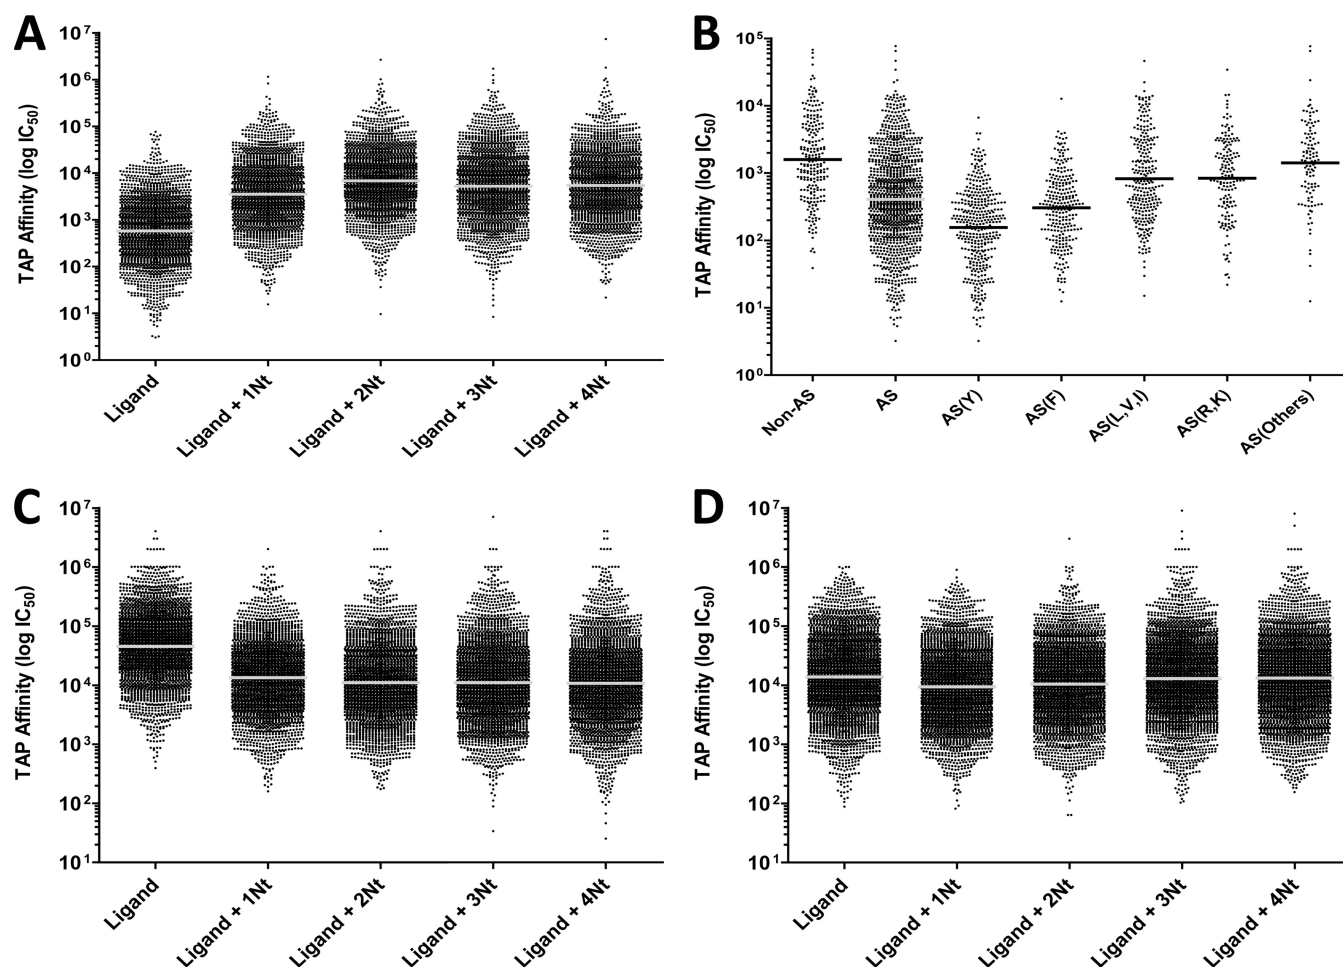 A
TAP Affinity (log IC₅₀)
10⁷
10⁶
10⁵
10⁴
10³
10²
10¹
10⁰
Ligand
Ligand + 1Nt
Ligand + 2Nt
Ligand + 3Nt
Ligand + 4Nt
B
TAP Affinity (log IC₅₀)
10⁵
10⁴
10³
10²
10¹
10⁰
Non-AS
AS
AS(Y)
AS(F)
AS(L,V,I)
AS(R,K)
AS(Others)
C
TAP Affinity (log IC₅₀)
10⁷
10⁶
10⁵
10⁴
10³
10²
10¹
Ligand
Ligand + 1Nt
Ligand + 2Nt
Ligand + 3Nt
Ligand + 4Nt
D
TAP Affinity (log IC₅₀)
10⁷
10⁶
10⁵
10⁴
10³
10²
10¹
Ligand
Ligand + 1Nt
Ligand + 2Nt
Ligand + 3Nt
Ligand + 4Nt